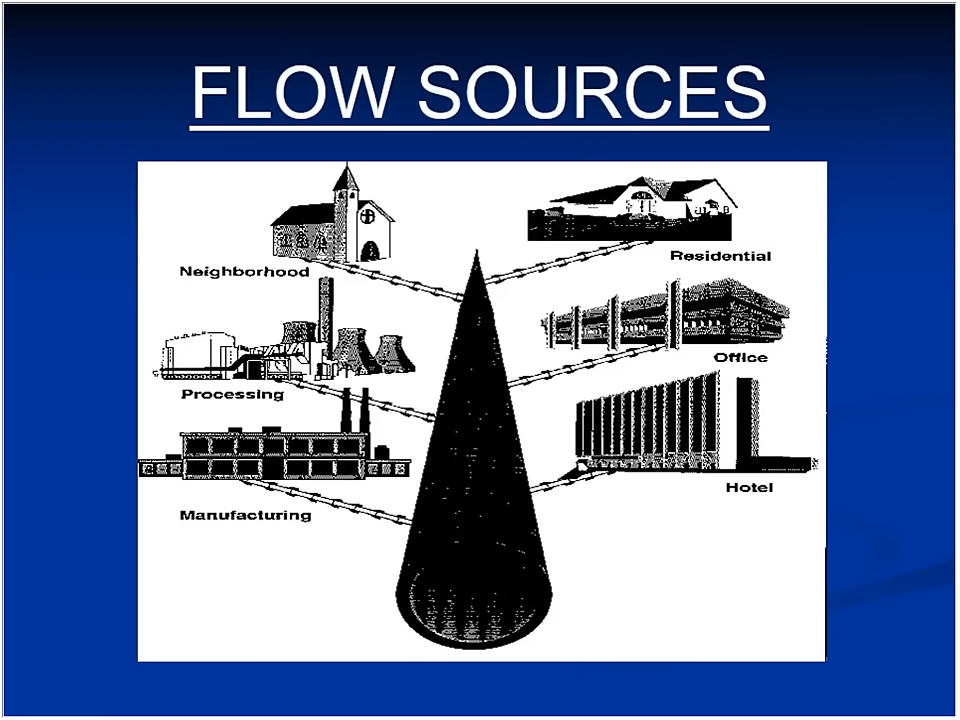 FLOW SOURCES
Neighborhood
Residential
Processing
Office
Manufacturing
Hotel